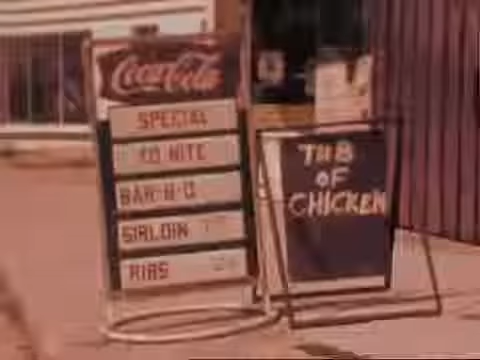 Coca-Cola
SPECIAL
TO NITE
BAR-B-Q
SIRLOIN
RIBS
TUB
OF
CHICKEN